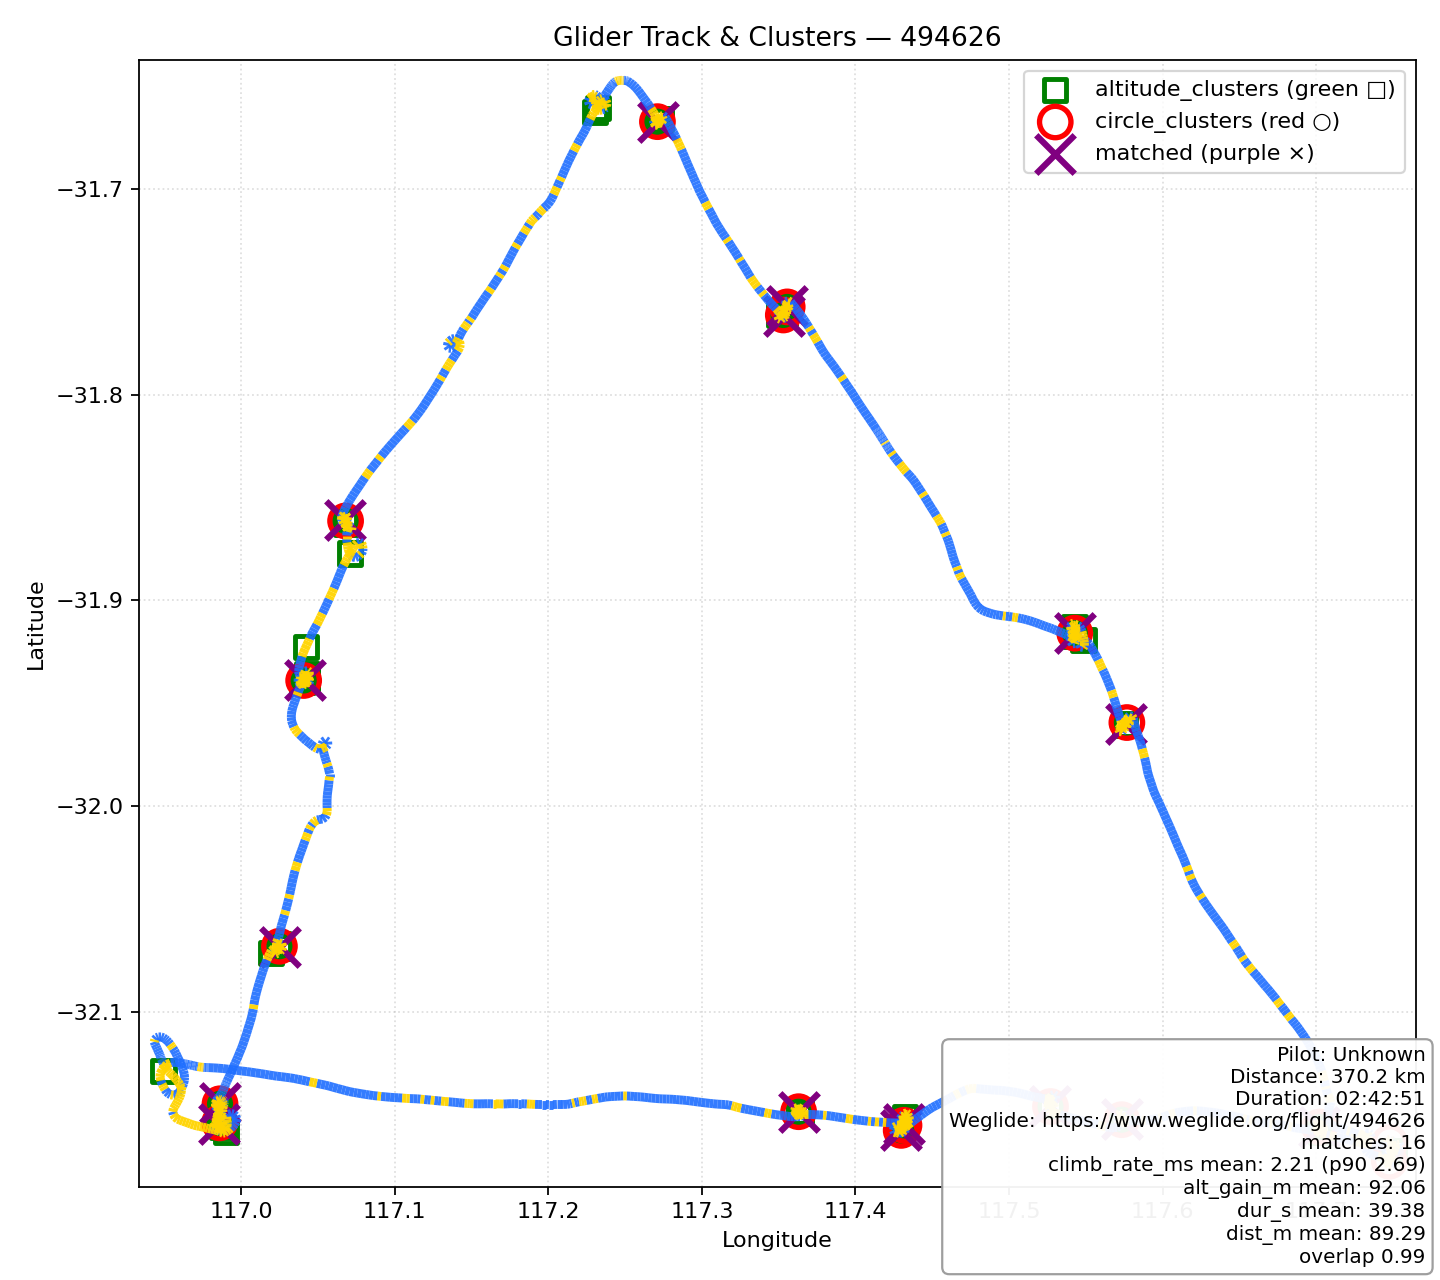 Glider Track & Clusters — 494626
altitude_clusters (green □)
circle_clusters (red ○)
matched (purple ×)
−31.7
−31.8
−31.9
−32.0
−32.1
Latitude
117.0
117.1
117.2
117.3
117.4
117.5
117.6
Longitude
Pilot: Unknown
Distance: 370.2 km
Duration: 02:42:51
Weglide: https://www.weglide.org/flight/494626
matches: 16
climb_rate_ms mean: 2.21 (p90 2.69)
alt_gain_m mean: 92.06
dur_s mean: 39.38
dist_m mean: 89.29
overlap 0.99